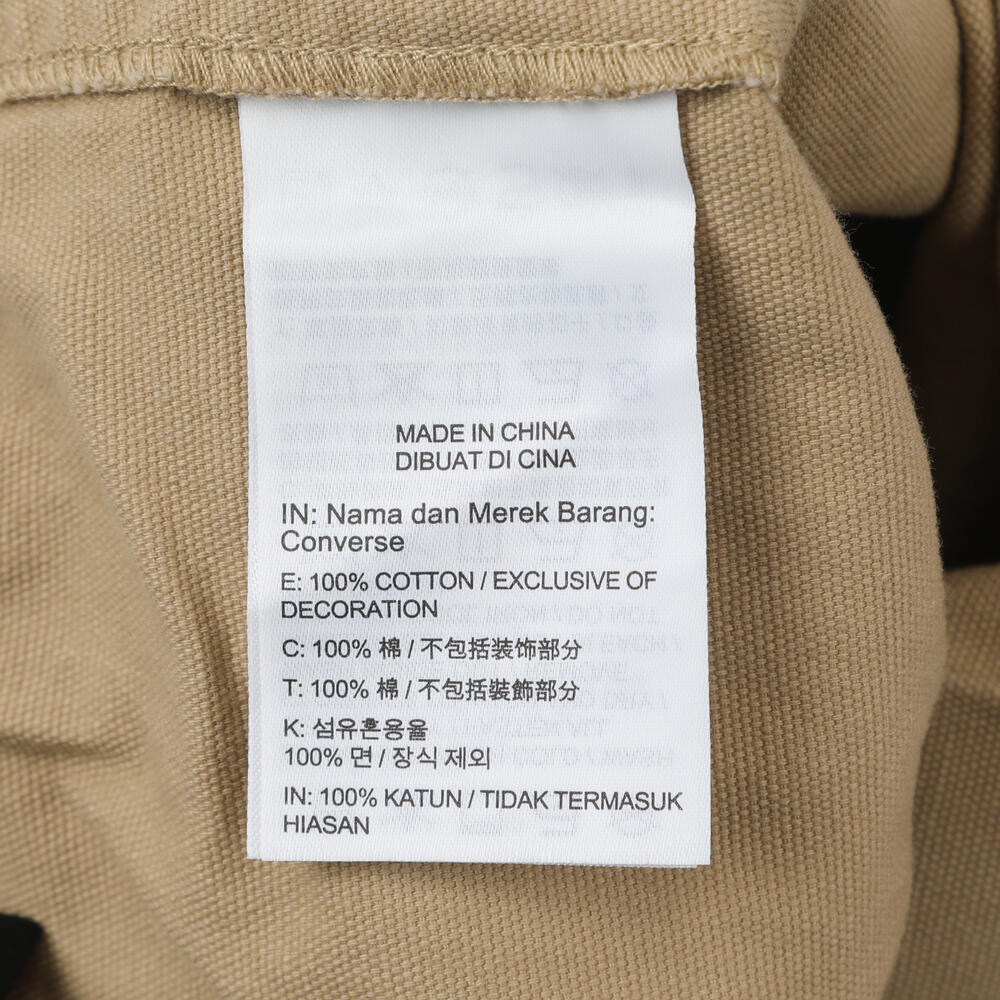 MADE IN CHINA
DIBUAT DI CINA
IN: Nama dan Merek Barang:
Converse
E: 100% COTTON / EXCLUSIVE OF
DECORATION
C: 100% 棉 / 不包括装饰部分
T: 100% 棉 / 不包括裝飾部分
K: 섬유혼용율
100% 면 / 장식 제외
IN: 100% KATUN / TIDAK TERMASUK
HIASAN